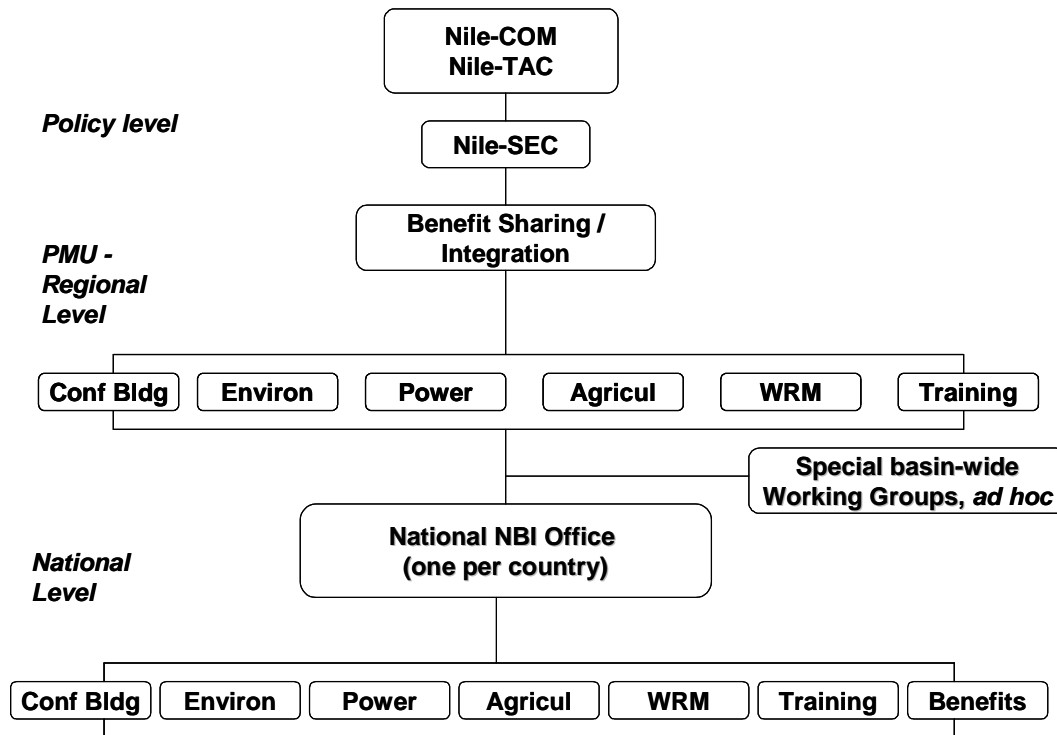 Nile-COM
Nile-TAC
Policy level
Nile-SEC
Benefit Sharing /
Integration
PMU -
Regional
Level
Conf Bldg
Environ
Power
Agricul
WRM
Training
Special basin-wide
Working Groups, ad hoc
National NBI Office
(one per country)
National
Level
Conf Bldg
Environ
Power
Agricul
WRM
Training
Benefits